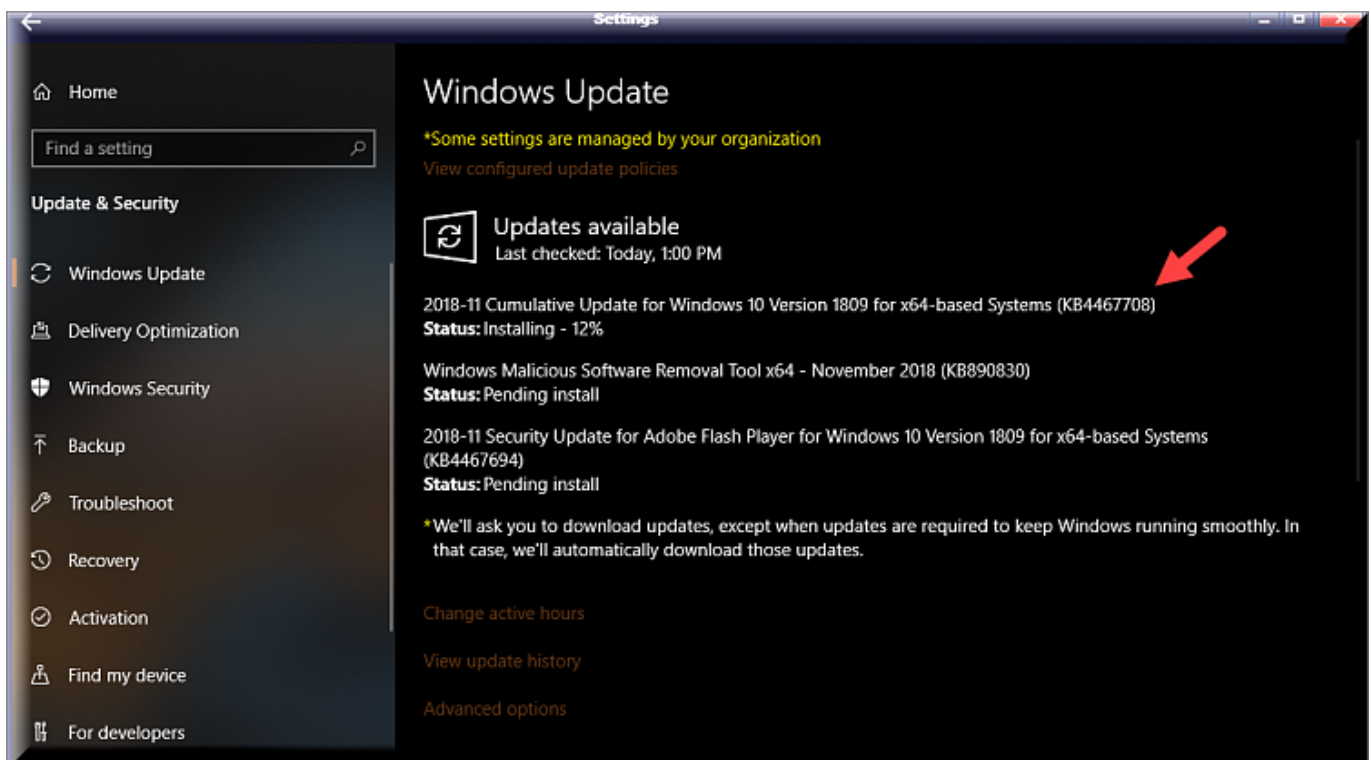 Settings
Home
Find a setting
Update & Security
Windows Update
Delivery Optimization
Windows Security
Backup
Troubleshoot
Recovery
Activation
Find my device
For developers
Windows Update
*Some settings are managed by your organization
View configured update policies
Updates available
Last checked: Today, 1:00 PM
2018-11 Cumulative Update for Windows 10 Version 1809 for x64-based Systems (KB4467708)
Status: Installing - 12%
Windows Malicious Software Removal Tool x64 - November 2018 (KB890830)
Status: Pending install
2018-11 Security Update for Adobe Flash Player for Windows 10 Version 1809 for x64-based Systems
(KB4467694)
Status: Pending install
*We'll ask you to download updates, except when updates are required to keep Windows running smoothly. In
that case, we'll automatically download those updates.
Change active hours
View update history
Advanced options